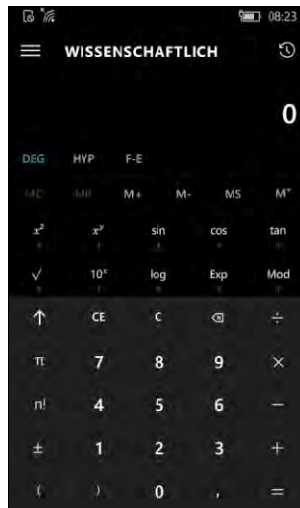 08:23
WISSENSCHAFTLICH
0
DEG HYP F-E
MC MR M+ M- MS M˅
x² xʸ sin cos tan
√ 10ˣ log Exp Mod
↑ CE C ⌫ ÷
π 7 8 9 ×
n! 4 5 6 −
± 1 2 3 +
( ) 0 , =